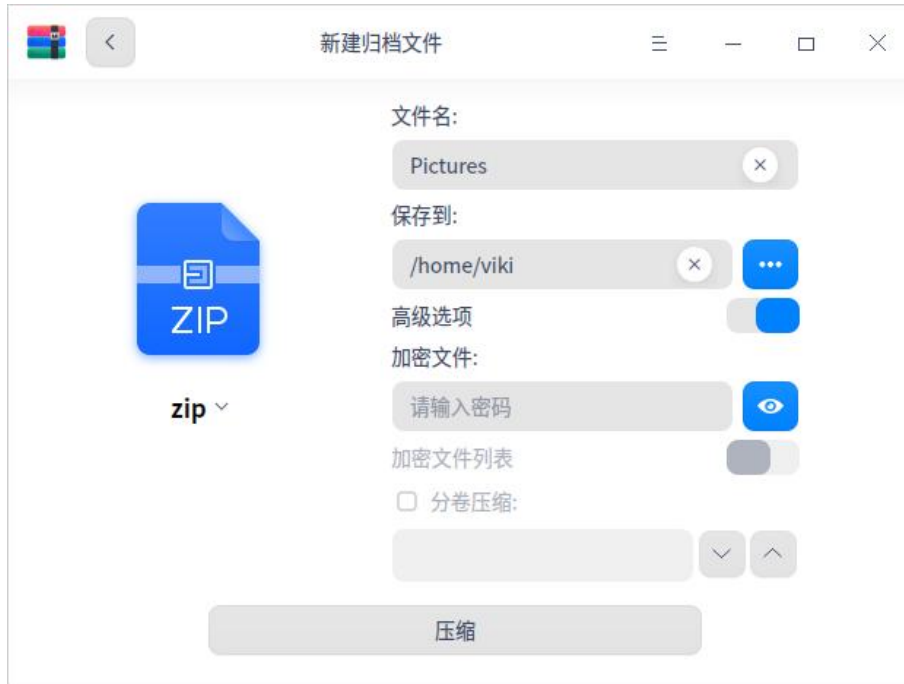 新建归档文件
文件名:
Pictures
保存到:
/home/viki
高级选项
加密文件:
请输入密码
加密文件列表
分卷压缩:
ZIP
zip
压缩